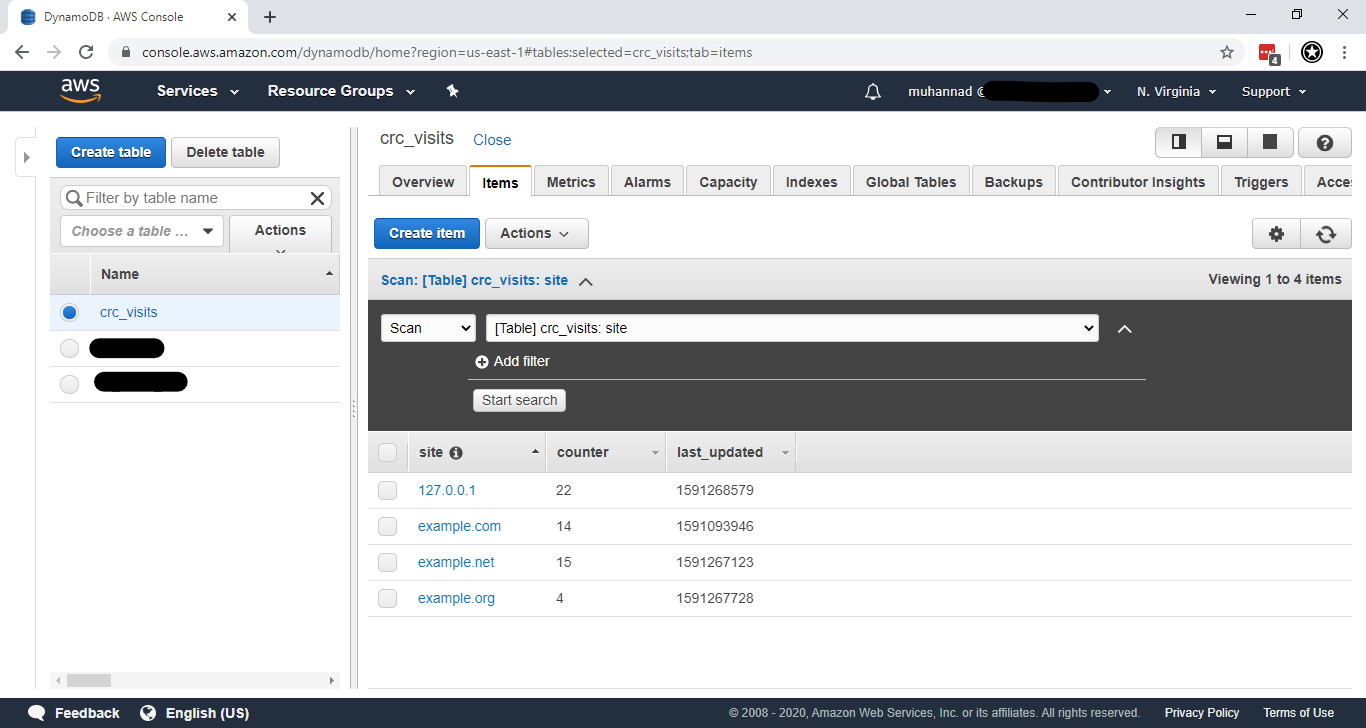 DynamoDB · AWS Console
console.aws.amazon.com/dynamodb/home?region=us-east-1#tables:selected=crc_visits;tab=items
4
aws Services Resource Groups muhannad @ N. Virginia Support
Create table Delete table
Filter by table name
Choose a table ... Actions
Name
crc_visits
crc_visits Close
Overview Items Metrics Alarms Capacity Indexes Global Tables Backups Contributor Insights Triggers Acce
Create item Actions
Scan: [Table] crc_visits: site Viewing 1 to 4 items
Scan [Table] crc_visits: site
Add filter
Start search
site counter last_updated
127.0.0.1 22 1591268579
example.com 14 1591093946
example.net 15 1591267123
example.org 4 1591267728
Feedback English (US) © 2008 - 2020, Amazon Web Services, Inc. or its affiliates. All rights reserved. Privacy Policy Terms of Use